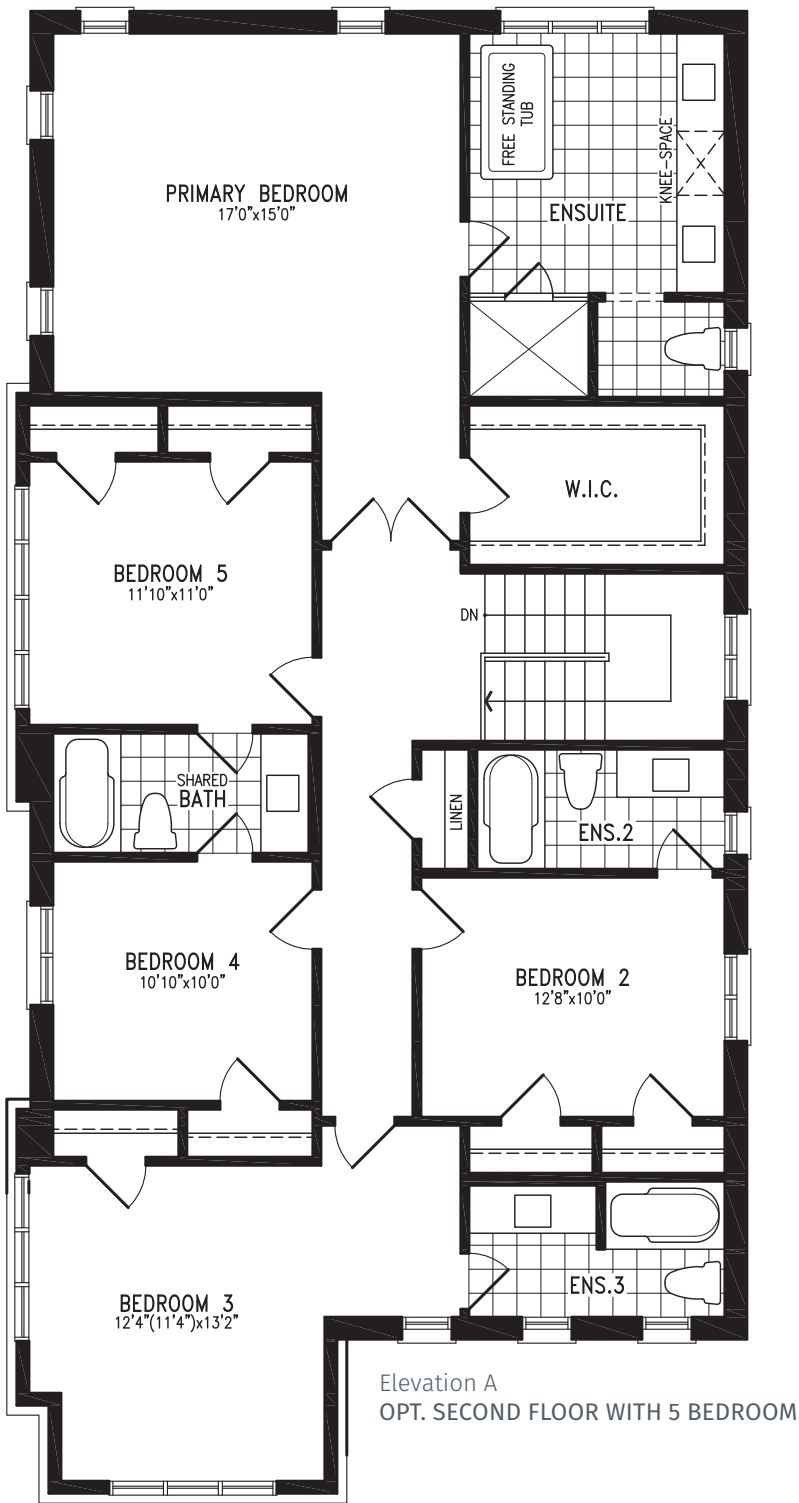 FREE STANDING
TUB
KNEE-SPACE
PRIMARY BEDROOM
17'0"x15'0"
ENSUITE
W.I.C.
BEDROOM 5
11'10"x11'0"
DN
SHARED
BATH
LINEN
ENS.2
BEDROOM 4
10'10"x10'0"
BEDROOM 2
12'8"x10'0"
ENS.3
BEDROOM 3
12'4"(11'4")x13'2"
Elevation A
OPT. SECOND FLOOR WITH 5 BEDROOM